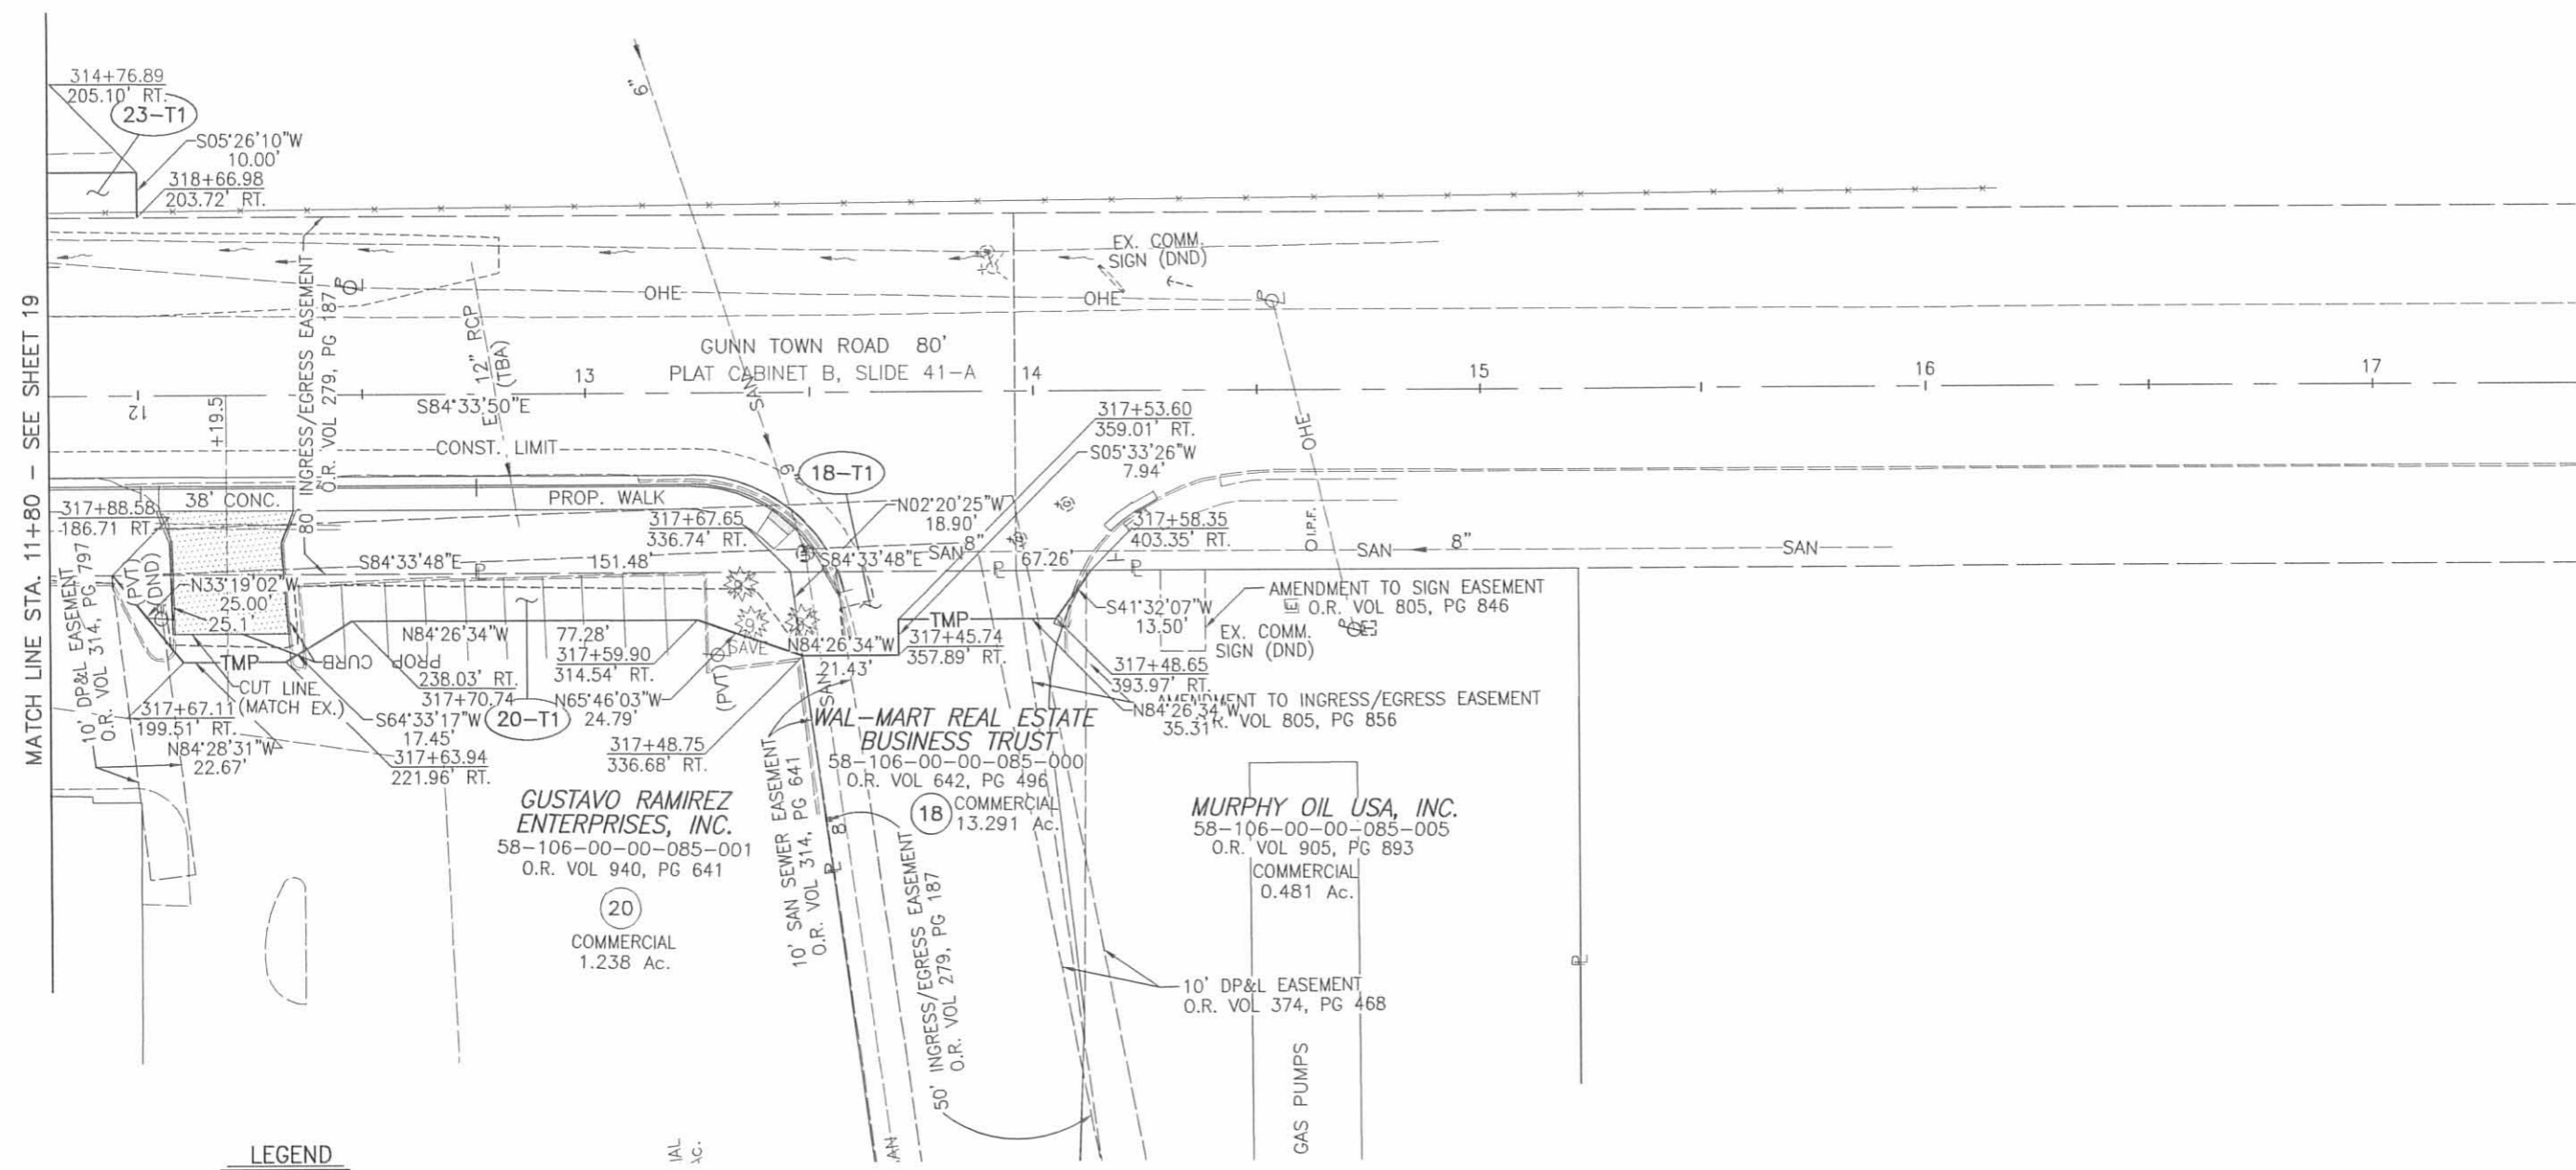 MATCH LINE STA. 11+80 – SEE SHEET 19
314+76.89
205.10' RT.
23-T1
S05°26'10"W
10.00'
318+66.98
203.72' RT.
6"
EX. COMM.
SIGN (DND)
OHE
OHE
INGRESS/EGRESS EASEMENT
O.R. VOL 279, PG 187
12" RCP
(TBA)
GUNN TOWN ROAD 80'
PLAT CABINET B, SLIDE 41-A
12
13
14
15
16
17
+19.5
S84°33'50"E
SAN
OHE
CONST. LIMIT
6"
18-T1
317+53.60
359.01' RT.
S05°33'26"W
7.94'
38' CONC.
PROP. WALK
80
317+88.58
186.71 RT.
317+67.65
336.74' RT.
N02°20'25"W
18.90'
317+58.35
403.35' RT.
O I.P.F.
S84°33'48"E
151.48'
S84°33'48"E
SAN
8"
67.26'
SAN
8"
SAN
10' DP&L EASEMENT
O.R. VOL 314, PG 797
(PVT)
(DND)
N33°19'02"W
25.00'
25.1'
AMENDMENT TO SIGN EASEMENT
O.R. VOL 805, PG 846
S41°32'07"W
13.50'
EX. COMM.
SIGN (DND)
TMP
PROP CURB
N84°26'34"W
77.28'
317+59.90
314.54' RT.
9
9
SAVE
N84°26'34"W
21.43'
TMP
317+45.74
357.89' RT.
317+48.65
393.97' RT.
238.03' RT.
317+70.74
20-T1
N65°46'03"W
24.79'
(PVT)
SAN
AMENDMENT TO INGRESS/EGRESS EASEMENT
VOL 805, PG 856
N84°26'34"W
35.31'
CUT LINE
(MATCH EX.)
317+67.11
199.51' RT.
N84°28'31"W
22.67'
S64°33'17"W
17.45'
317+63.94
221.96' RT.
317+48.75
336.68' RT.
WAL-MART REAL ESTATE
BUSINESS TRUST
58-106-00-00-085-000
O.R. VOL 642, PG 496
18
COMMERCIAL
13.291 Ac.
GUSTAVO RAMIREZ
ENTERPRISES, INC.
58-106-00-00-085-001
O.R. VOL 940, PG 641
20
COMMERCIAL
1.238 Ac.
10' SAN SEWER EASEMENT
O.R. VOL 314, PG 641
8
50' INGRESS/EGRESS EASEMENT
O.R. VOL 279, PG 187
MURPHY OIL USA, INC.
58-106-00-00-085-005
O.R. VOL 905, PG 893
COMMERCIAL
0.481 Ac.
10' DP&L EASEMENT
O.R. VOL 374, PG 468
GAS PUMPS
LEGEND